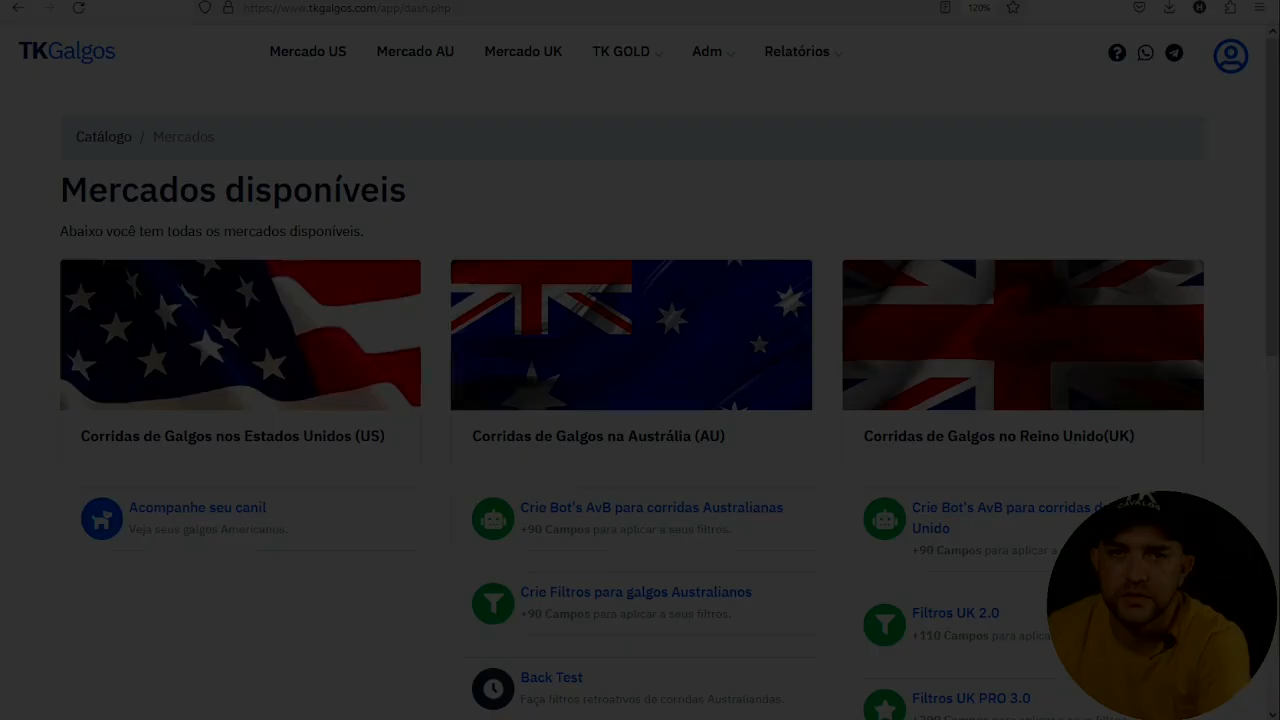 https://www.tkgalgos.com/app/dash.php
120%
TKGalgos
Mercado US
Mercado AU
Mercado UK
TK GOLD
Adm
Relatórios
Catálogo / Mercados
Mercados disponíveis
Abaixo você tem todas os mercados disponíveis.
Corridas de Galgos nos Estados Unidos (US)
Corridas de Galgos na Austrália (AU)
Corridas de Galgos no Reino Unido(UK)
Acompanhe seu canil
Veja seus galgos Americanos.
Crie Bot's AvB para corridas Australianas
+90 Campos para aplicar a seus filtros.
Crie Filtros para galgos Australianos
+90 Campos para aplicar a seus filtros.
Back Test
Faça filtros retroativos de corridas Australiandas.
Crie Bot's AvB para corridas d
Unido
+90 Campos para aplicar a
Filtros UK 2.0
+110 Campos para aplica
Filtros UK PRO 3.0
CAVALOS